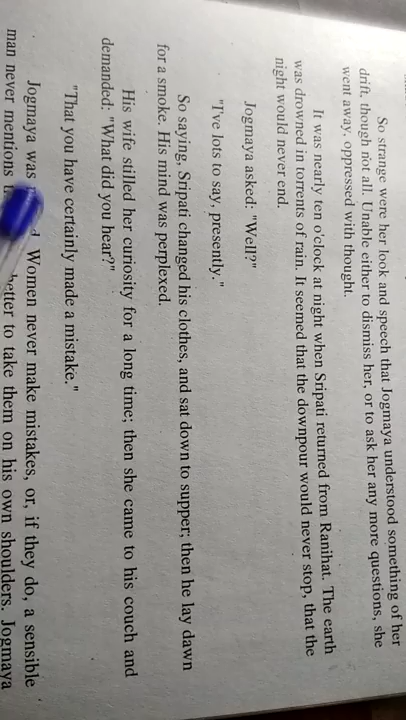 So strange were her look and speech that Jogmaya understood something of her
drift, though not all. Unable either to dismiss her, or to ask her any more questions, she
went away, oppressed with thought.
It was nearly ten o'clock at night when Sripati returned from Ranihat. The earth
was drowned in torrents of rain. It seemed that the downpour would never stop, that the
night would never end.
Jogmaya asked: "Well?"
"I've lots to say, presently."
So saying, Sripati changed his clothes, and sat down to supper; then he lay dawn
for a smoke. His mind was perplexed.
His wife stilled her curiosity for a long time; then she came to his couch and
demanded: "What did you hear?"
"That you have certainly made a mistake."
Jogmaya was Women never make mistakes, or, if they do, a sensible
man never mentions better to take them on his own shoulders. Jogmaya